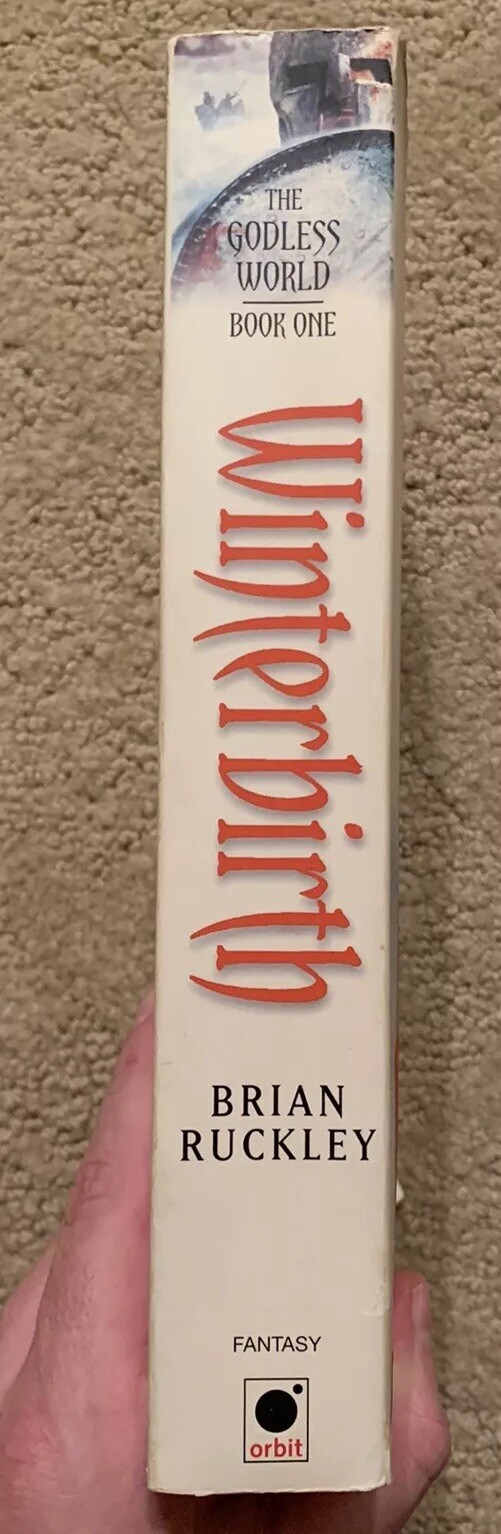 THE
GODLESS
WORLD
BOOK ONE
Winterbirth
BRIAN
RUCKLEY
FANTASY
orbit